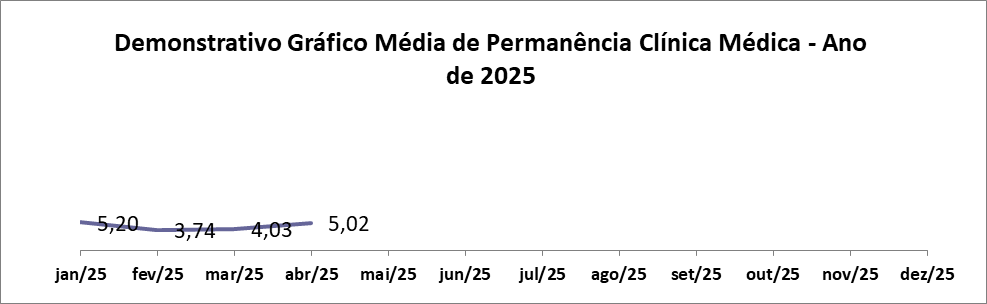 Demonstrativo Gráfico Média de Permanência Clínica Médica - Ano
de 2025
5,20 3,74 4,03 5,02
jan/25 fev/25 mar/25 abr/25 mai/25 jun/25 jul/25 ago/25 set/25 out/25 nov/25 dez/25